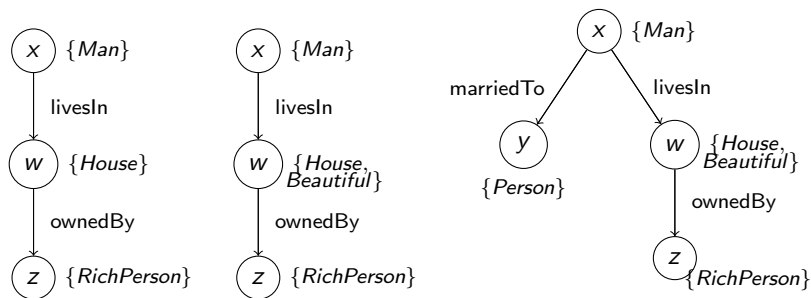 x {Man}
livesIn
w {House}
ownedBy
z {RichPerson}
x {Man}
livesIn
w {House,
Beautiful}
ownedBy
z {RichPerson}
x {Man}
marriedTo
livesIn
y
{Person}
w {House,
Beautiful}
ownedBy
z
{RichPerson}